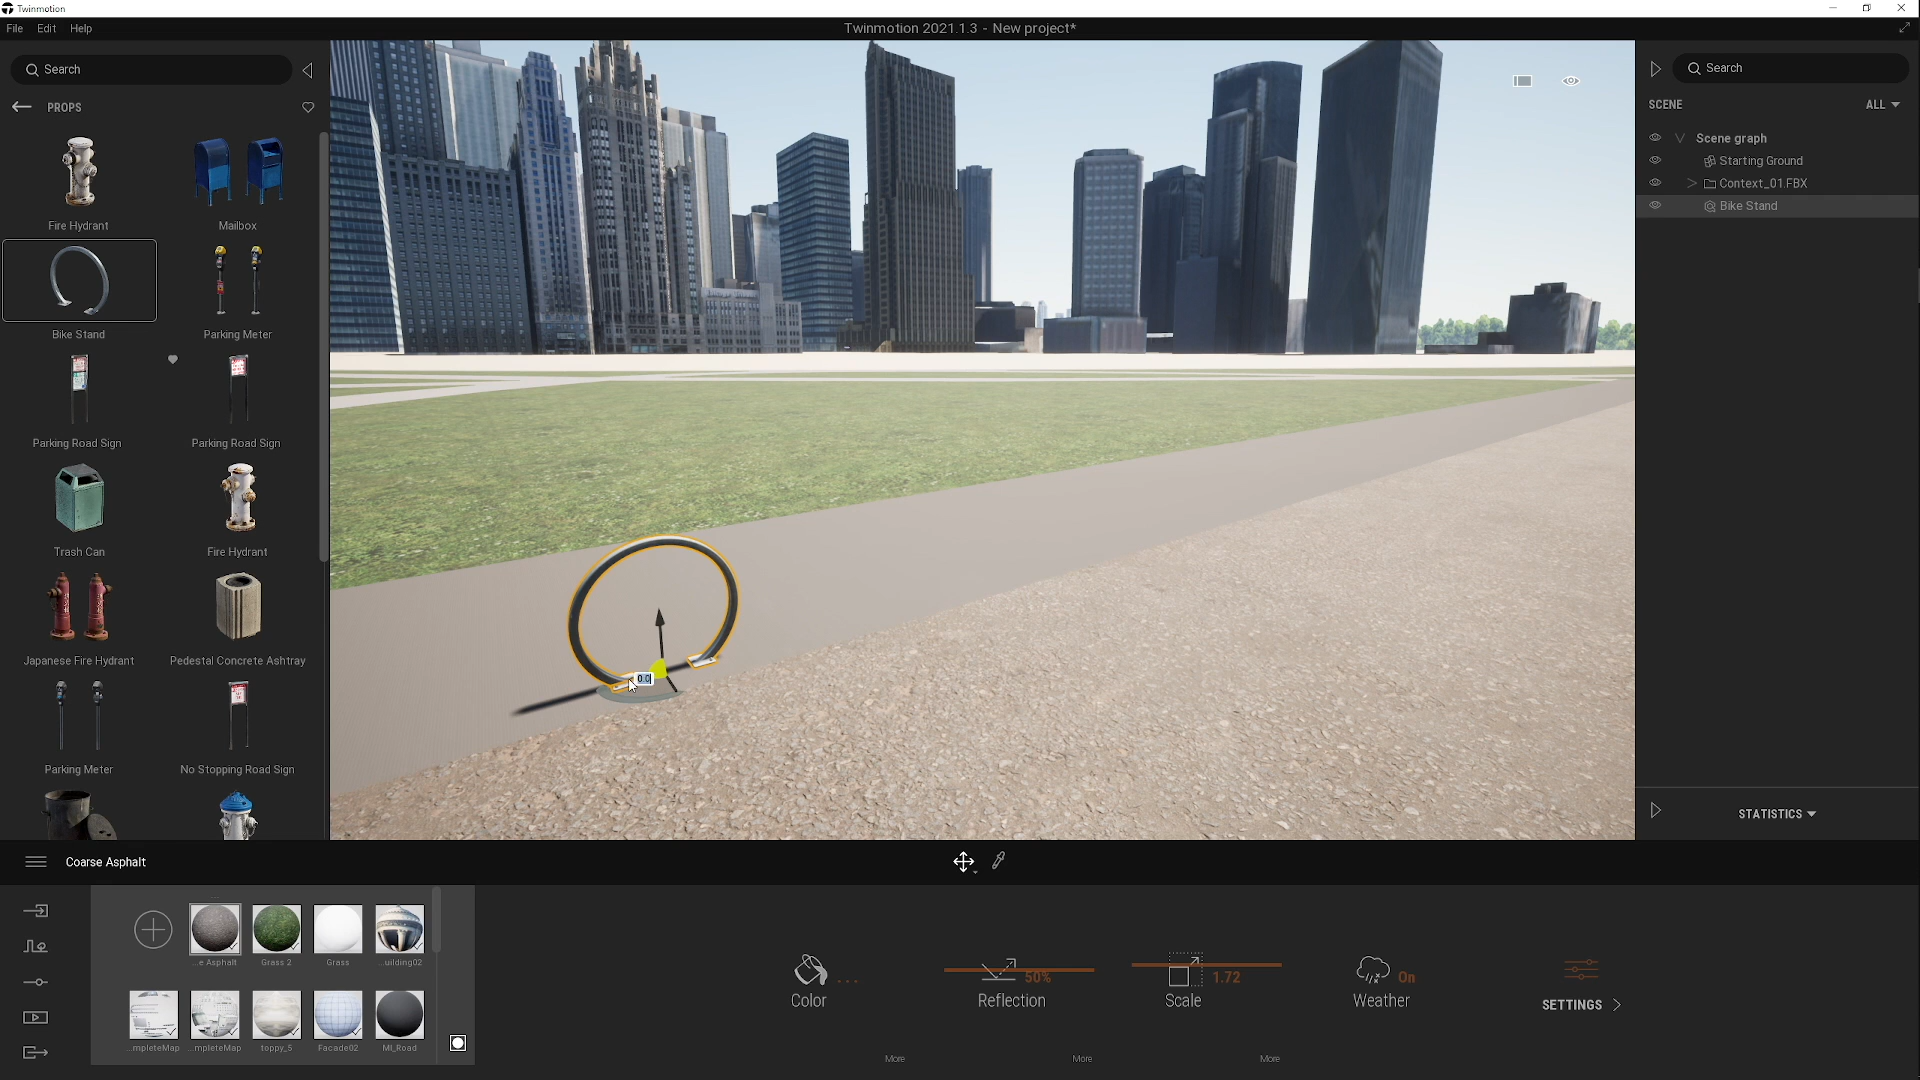 Twinmotion
File Edit Help
Twinmotion 2021.1.3 - New project*
Search
PROPS
Fire Hydrant
Mailbox
Bike Stand
Parking Meter
Parking Road Sign
Parking Road Sign
Trash Can
Fire Hydrant
Japanese Fire Hydrant
Pedestal Concrete Ashtray
Parking Meter
No Stopping Road Sign
0.0
Search
SCENE
ALL
Scene graph
Starting Ground
Context_01.FBX
Bike Stand
STATISTICS
Coarse Asphalt
...e Asphalt
Grass 2
Grass
...uilding02
...mpleteMap
...mpleteMap
toppy_5
Facade02
MI_Road
...
Color
50%
Reflection
1.72
Scale
On
Weather
SETTINGS
More
More
More